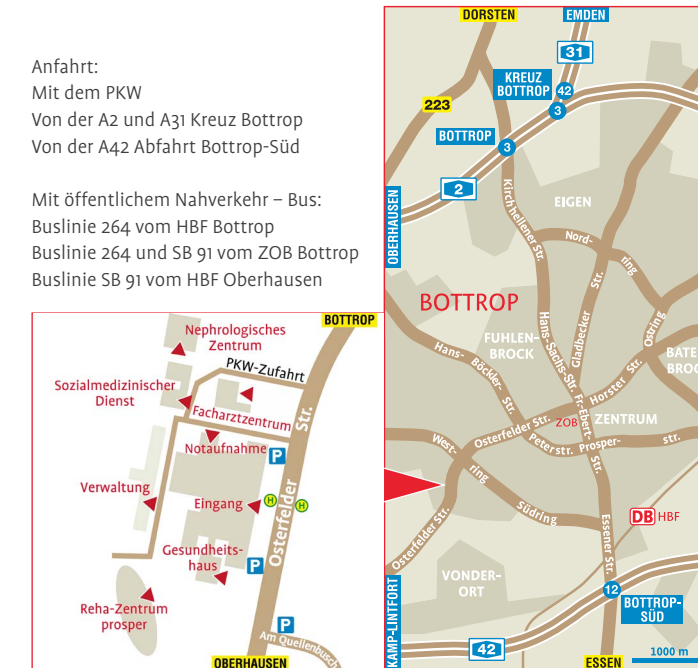 Anfahrt:
Mit dem PKW
Von der A2 und A31 Kreuz Bottrop
Von der A42 Abfahrt Bottrop-Süd
Mit öffentlichem Nahverkehr – Bus:
Buslinie 264 vom HBF Bottrop
Buslinie 264 und SB 91 vom ZOB Bottrop
Buslinie SB 91 vom HBF Oberhausen
BOTTROP
Nephrologisches
Zentrum
PKW-Zufahrt
Sozialmedizinischer
Dienst
Facharztzentrum
Notaufnahme
P
Verwaltung
Eingang
H
H
Osterfelder Str.
Gesundheits-
haus
P
Reha-Zentrum
prosper
P
Am Quellenbusch
OBERHAUSEN
DORSTEN
EMDEN
31
KREUZ
BOTTROP
42
3
223
BOTTROP
3
2
OBERHAUSEN
Kirchhellener Str.
EIGEN
Nord-
ring
BOTTROP
FUHLEN-
BROCK
Hans-Sachs-Str.
Gladbecker Str.
Ostring
BATE
BROC
Hans-Böckler-Str.
Horster Str.
Fr.-Ebert-Str.
ZOB
ZENTRUM
Osterfelder Str.
Peterstr.
Prosper-
str.
West-
ring
Südring
Osterfelder Str.
Essener Str.
DB HBF
VONDER-
ORT
12
BOTTROP-
SÜD
KAMP-LINTFORT
42
ESSEN
1000 m